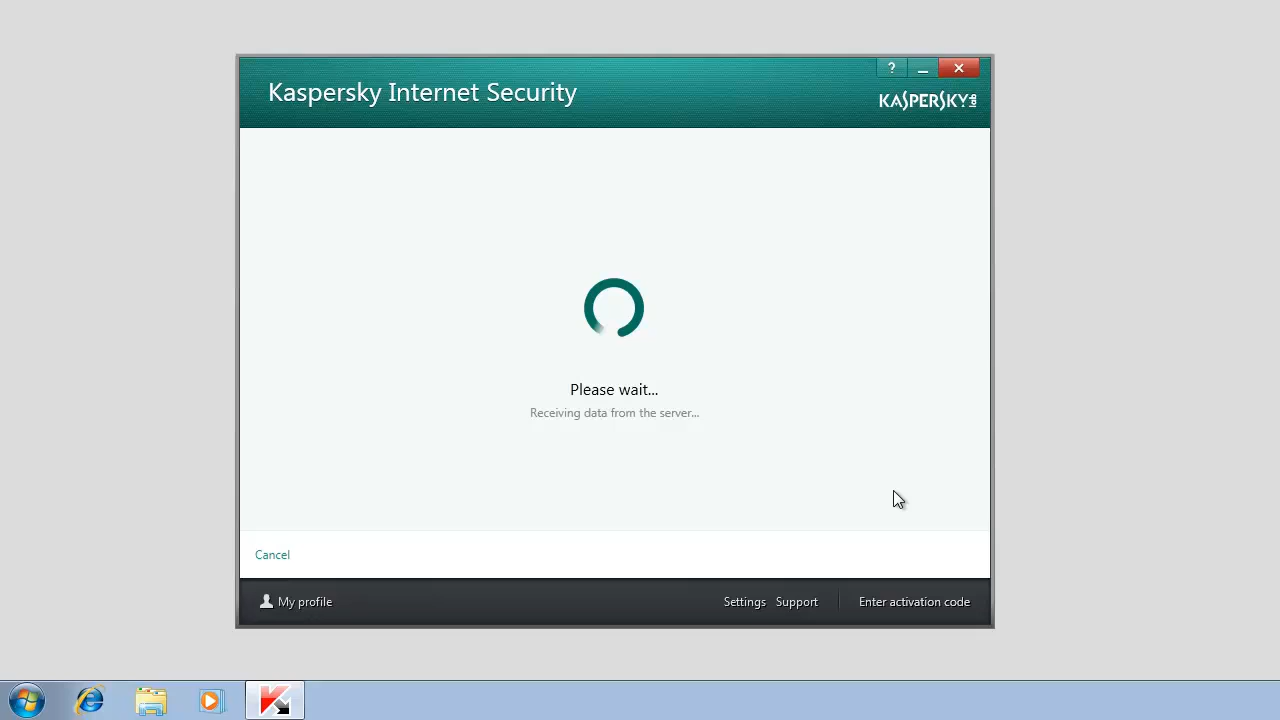 ?
Kaspersky Internet Security
KASPERSKY LAB
Please wait...
Receiving data from the server...
Cancel
My profile
Settings Support Enter activation code